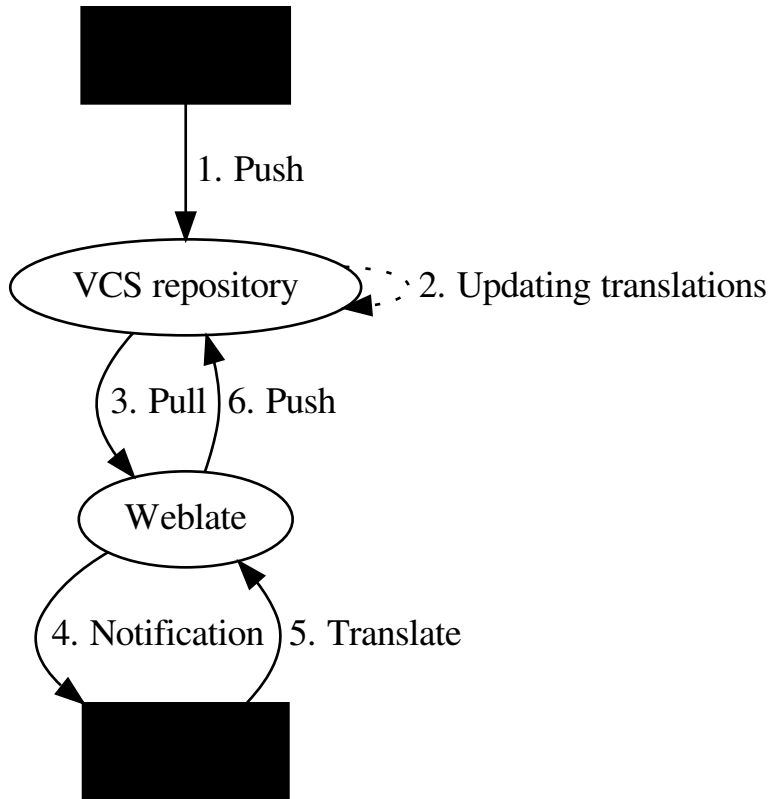 1. Push
VCS repository
2. Updating translations
3. Pull
6. Push
Weblate
4. Notification
5. Translate